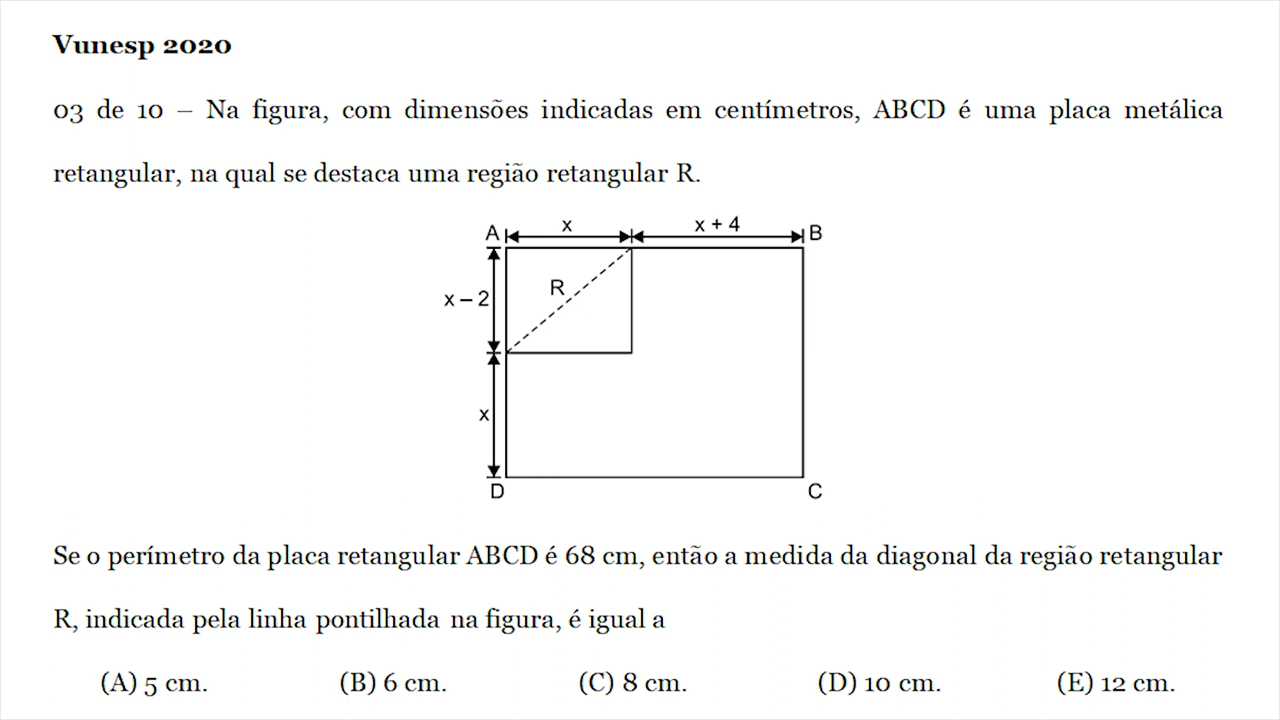 Vunesp 2020
03 de 10 – Na figura, com dimensões indicadas em centímetros, ABCD é uma placa metálica
retangular, na qual se destaca uma região retangular R.
A x x + 4 B
R
x – 2
x
D C
Se o perímetro da placa retangular ABCD é 68 cm, então a medida da diagonal da região retangular
R, indicada pela linha pontilhada na figura, é igual a
(A) 5 cm. (B) 6 cm. (C) 8 cm. (D) 10 cm. (E) 12 cm.